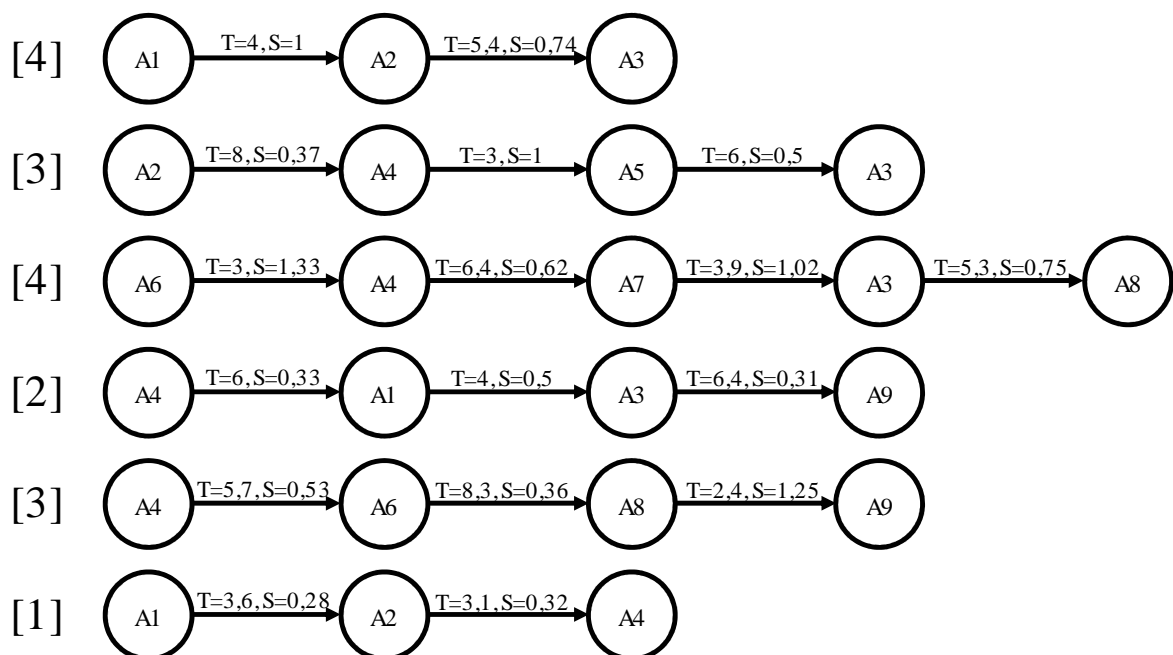 [4] A1 T=4,S=1 A2 T=5,4,S=0,74 A3
[3] A2 T=8,S=0,37 A4 T=3,S=1 A5 T=6,S=0,5 A3
[4] A6 T=3,S=1,33 A4 T=6,4,S=0,62 A7 T=3,9,S=1,02 A3 T=5,3,S=0,75 A8
[2] A4 T=6,S=0,33 A1 T=4,S=0,5 A3 T=6,4,S=0,31 A9
[3] A4 T=5,7,S=0,53 A6 T=8,3,S=0,36 A8 T=2,4,S=1,25 A9
[1] A1 T=3,6,S=0,28 A2 T=3,1,S=0,32 A4